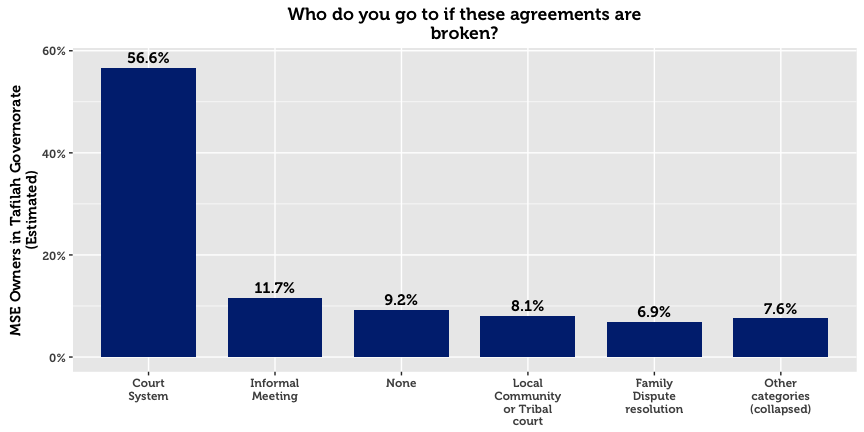 Who do you go to if these agreements are
broken?
MSE Owners in Tafilah Governorate
(Estimated)
60%
40%
20%
0%
56.6%
11.7%
9.2%
8.1%
6.9%
7.6%
Court
System
Informal
Meeting
None
Local
Community
or Tribal
court
Family
Dispute
resolution
Other
categories
(collapsed)